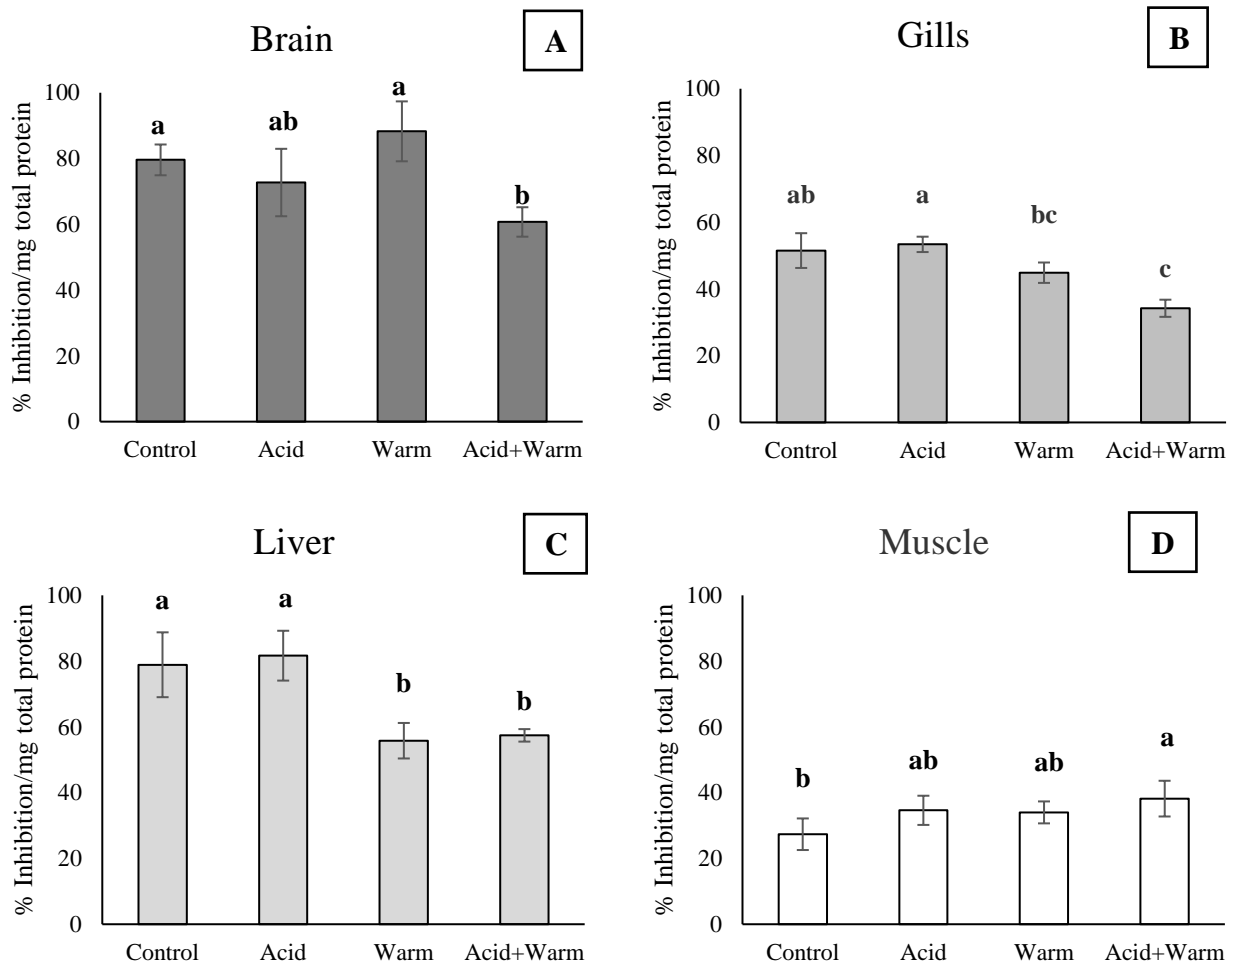 Brain
A
% Inhibition/mg total protein
100
80
60
40
20
0
a
ab
a
b
Control
Acid
Warm
Acid+Warm
Gills
B
% Inhibition/mg total protein
100
80
60
40
20
0
ab
a
bc
c
Control
Acid
Warm
Acid+Warm
Liver
C
% Inhibition/mg total protein
100
80
60
40
20
0
a
a
b
b
Control
Acid
Warm
Acid+Warm
Muscle
D
% Inhibition/mg total protein
100
80
60
40
20
0
b
ab
ab
a
Control
Acid
Warm
Acid+Warm